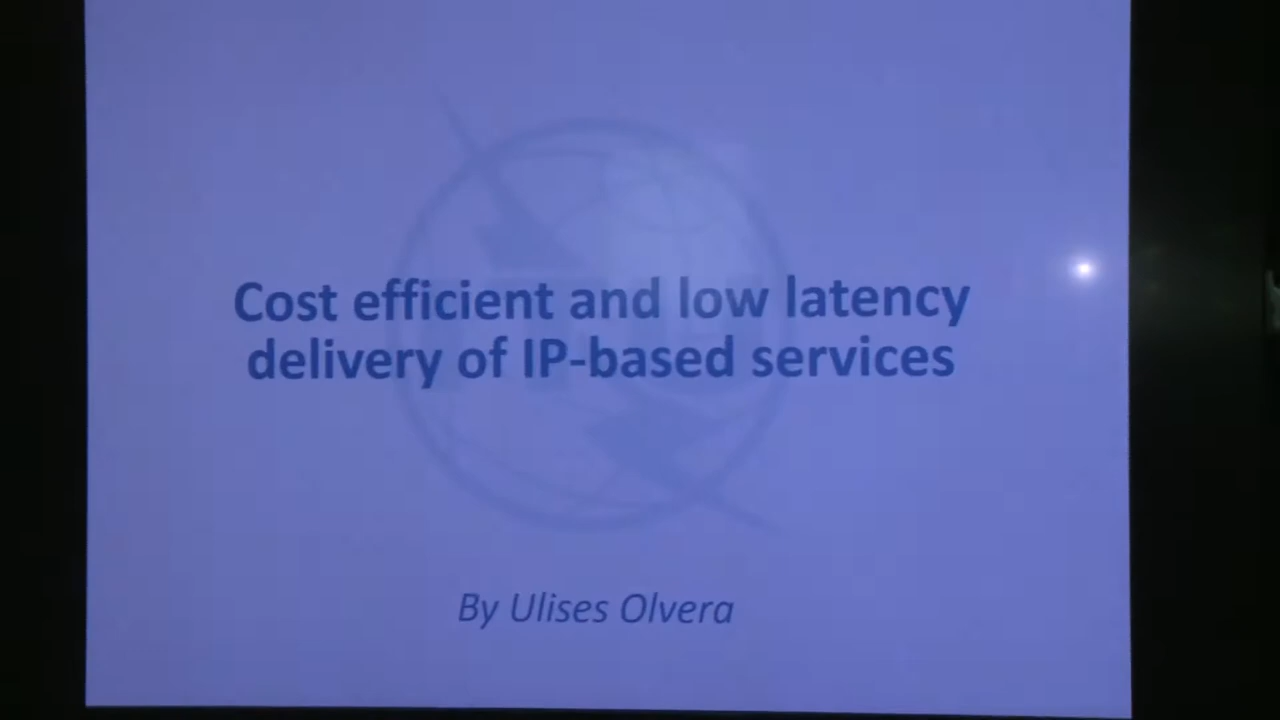 Cost efficient and low latency
delivery of IP-based services
By Ulises Olvera